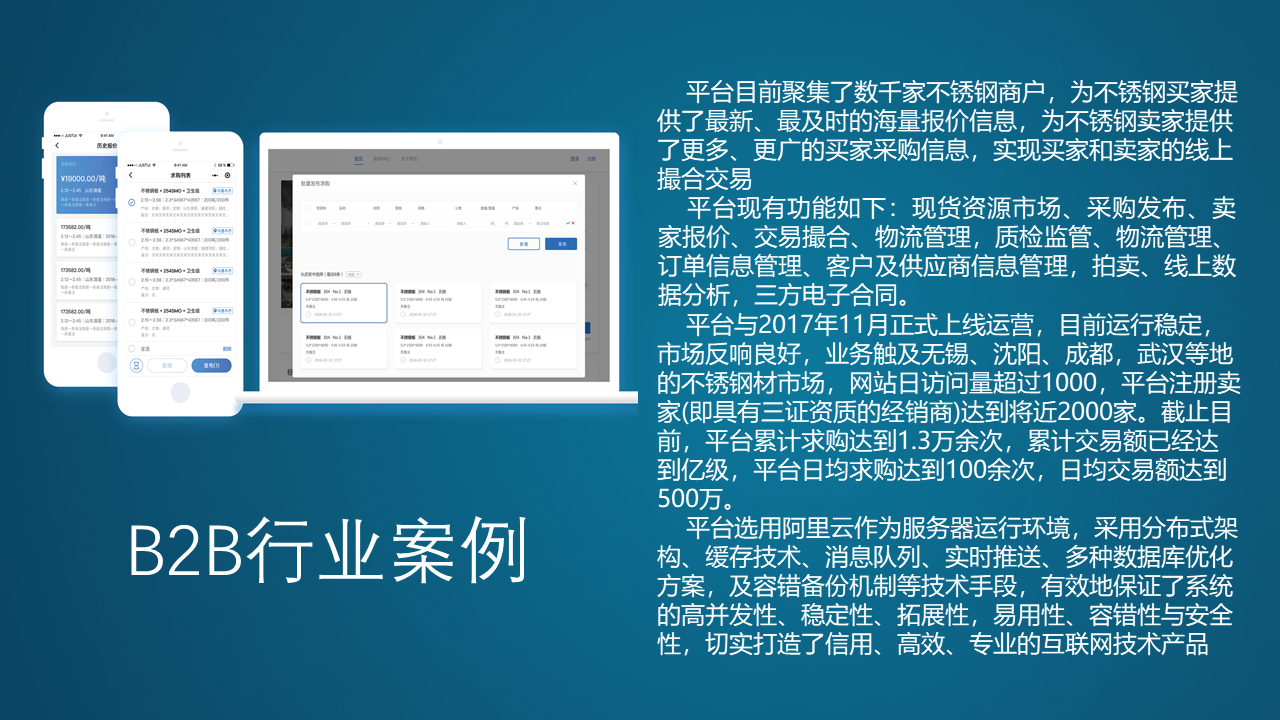 历史报价
¥19000.00/吨
173582.00/吨
173582.00/吨
173582.00/吨
9:41 AM
求购列表
不锈钢板 • 254SMO • 卫生级
不锈钢板 • 254SMO • 卫生级
不锈钢板 • 254SMO • 卫生级
不锈钢板 • 254SMO • 卫生级
全选
删除
新增
发布(1)
首页
登录
注册
批量发布求购
新增
发布
B2B行业案例
平台目前聚集了数千家不锈钢商户，为不锈钢买家提
供了最新、最及时的海量报价信息，为不锈钢卖家提供
了更多、更广的买家采购信息，实现买家和卖家的线上
撮合交易
平台现有功能如下：现货资源市场、采购发布、卖
家报价、交易撮合、物流管理，质检监管、物流管理、
订单信息管理、客户及供应商信息管理，拍卖、线上数
据分析，三方电子合同。
平台与2017年11月正式上线运营，目前运行稳定，
市场反响良好，业务触及无锡、沈阳、成都，武汉等地
的不锈钢材市场，网站日访问量超过1000，平台注册卖
家(即具有三证资质的经销商)达到将近2000家。截止目
前，平台累计求购达到1.3万余次，累计交易额已经达
到亿级，平台日均求购达到100余次，日均交易额达到
500万。
平台选用阿里云作为服务器运行环境，采用分布式架
构、缓存技术、消息队列、实时推送、多种数据库优化
方案，及容错备份机制等技术手段，有效地保证了系统
的高并发性、稳定性、拓展性，易用性、容错性与安全
性，切实打造了信用、高效、专业的互联网技术产品